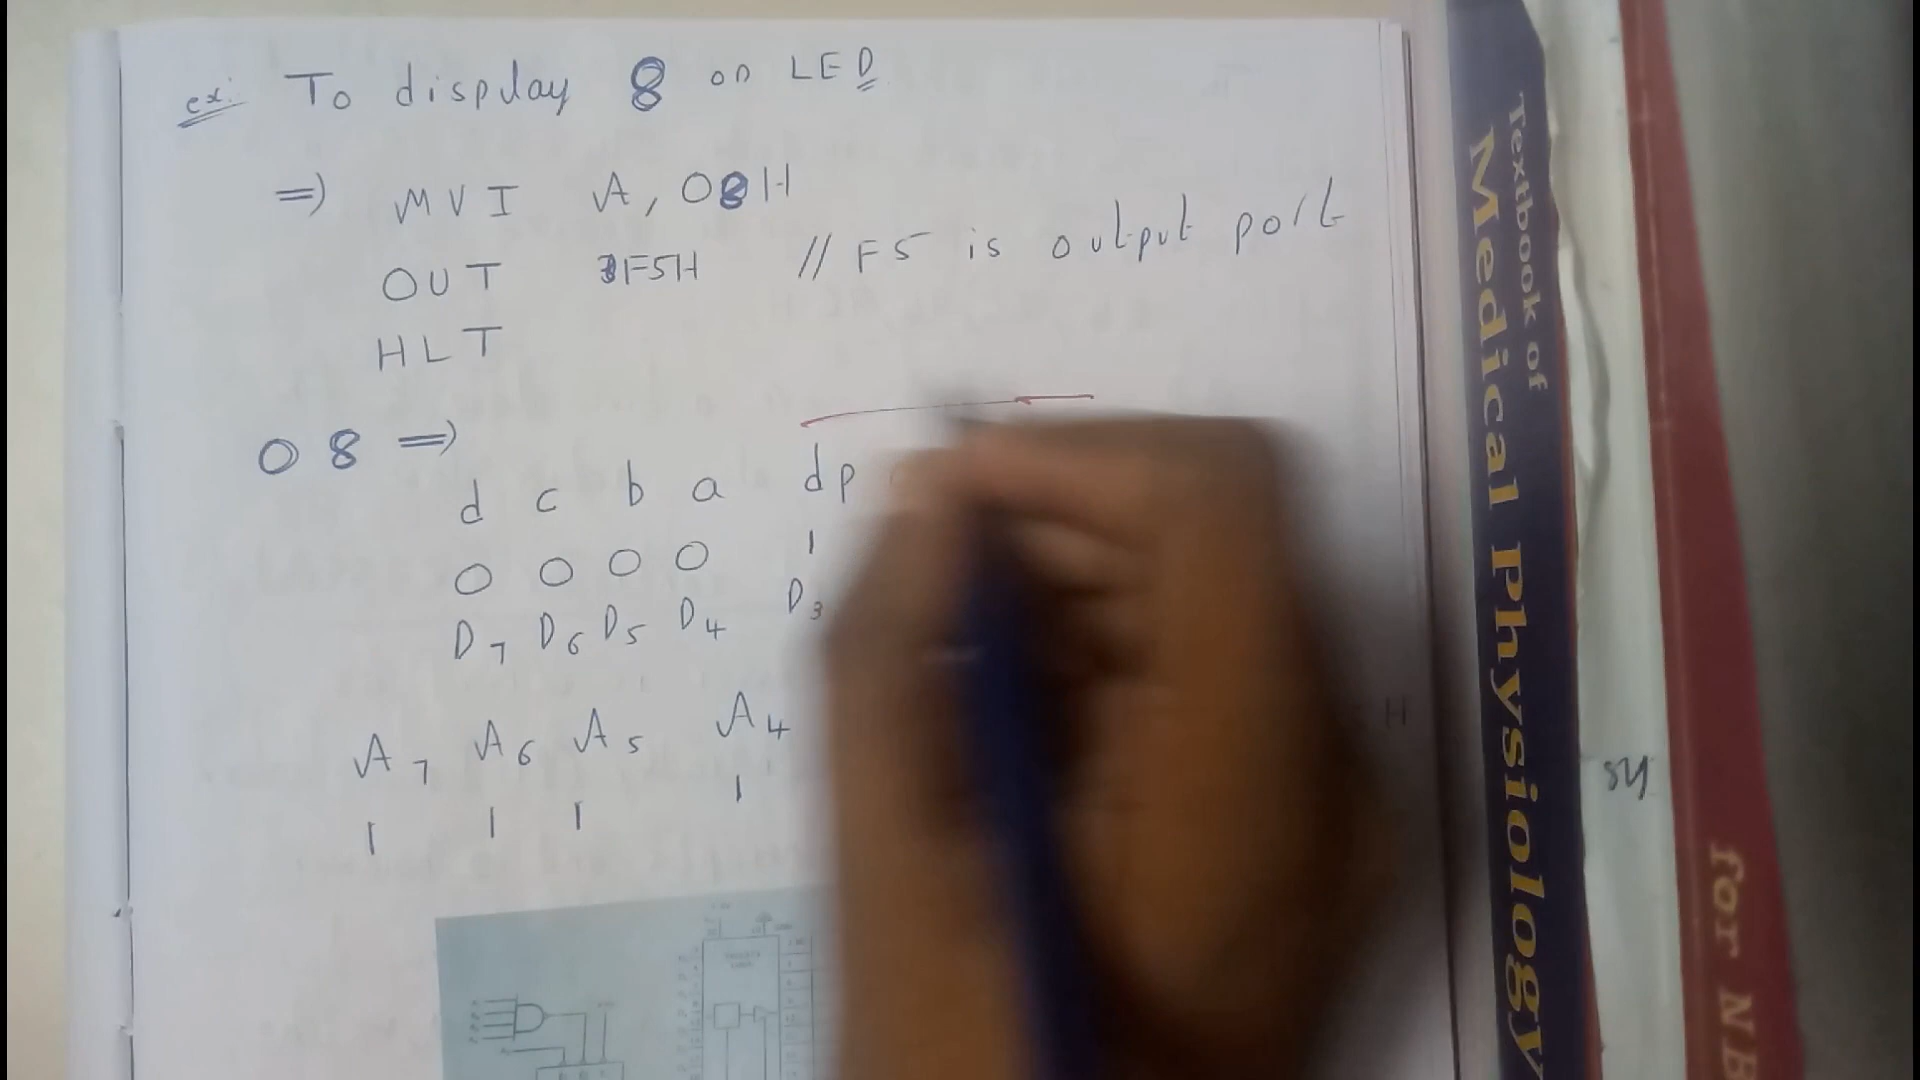 ex: To display 8 on LED
=) MVI A, 08H
OUT F5H // F5 is output port
HLT
08 =)
d c b a dp
0 0 0 0 1
D7 D6 D5 D4 D3
A7 A6 A5 A4
1 1 1 1
H
Textbook of
Medical Physiology
for NB